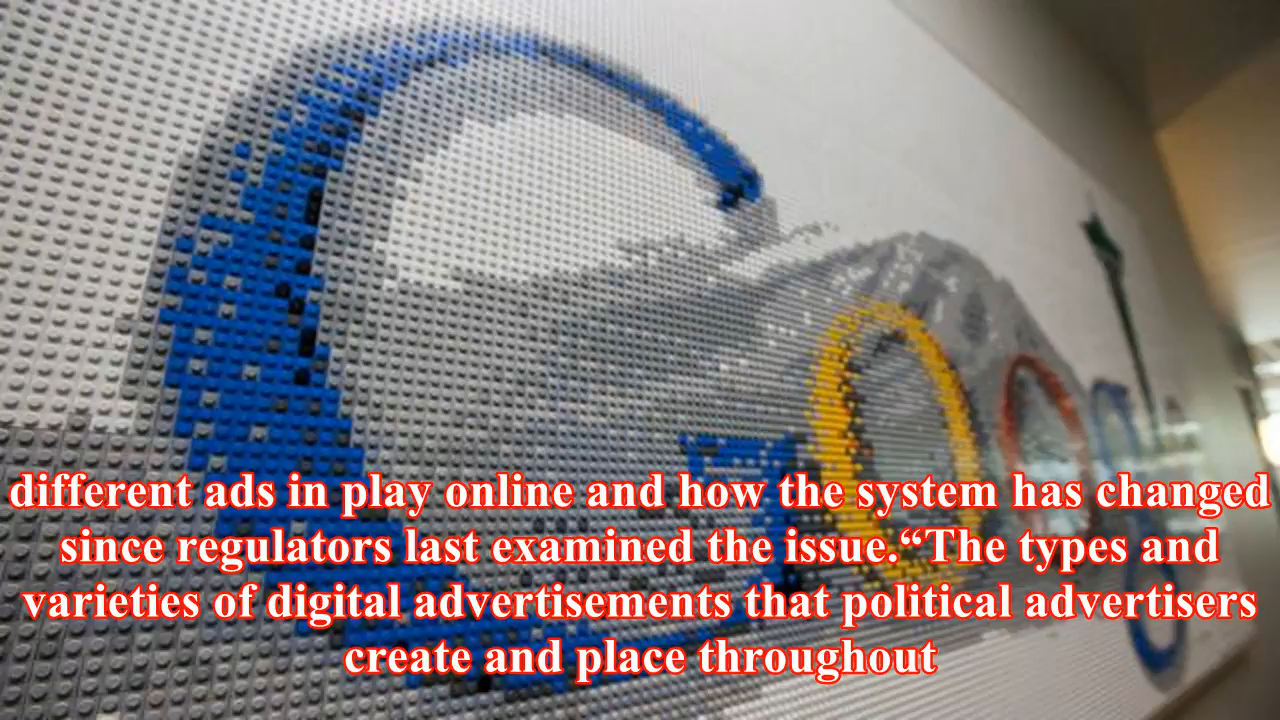 different ads in play online and how the system has changed
since regulators last examined the issue.“The types and
varieties of digital advertisements that political advertisers
create and place throughout